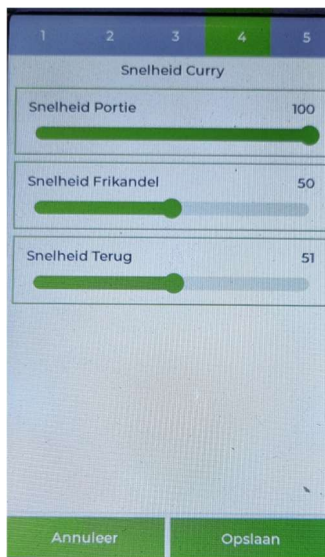 1 2 3 4 5
Snelheid Curry
Snelheid Portie 100
Snelheid Frikandel 50
Snelheid Terug 51
Annuleer Opslaan